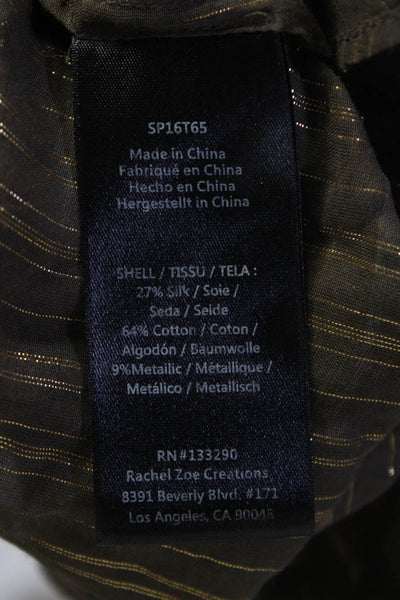 SP16T65
Made in China
Fabriqué en China
Hecho en China
Hergestellt in China
SHELL / TISSU / TELA :
27% Silk / Soie /
Seda / Seide
64% Cotton / Coton /
Algodón / Baumwolle
9%Metallic / Métallique /
Metálico / Metallisch
RN#133290
Rachel Zoe Creations
8391 Beverly Blvd. #171
Los Angeles, CA 90048